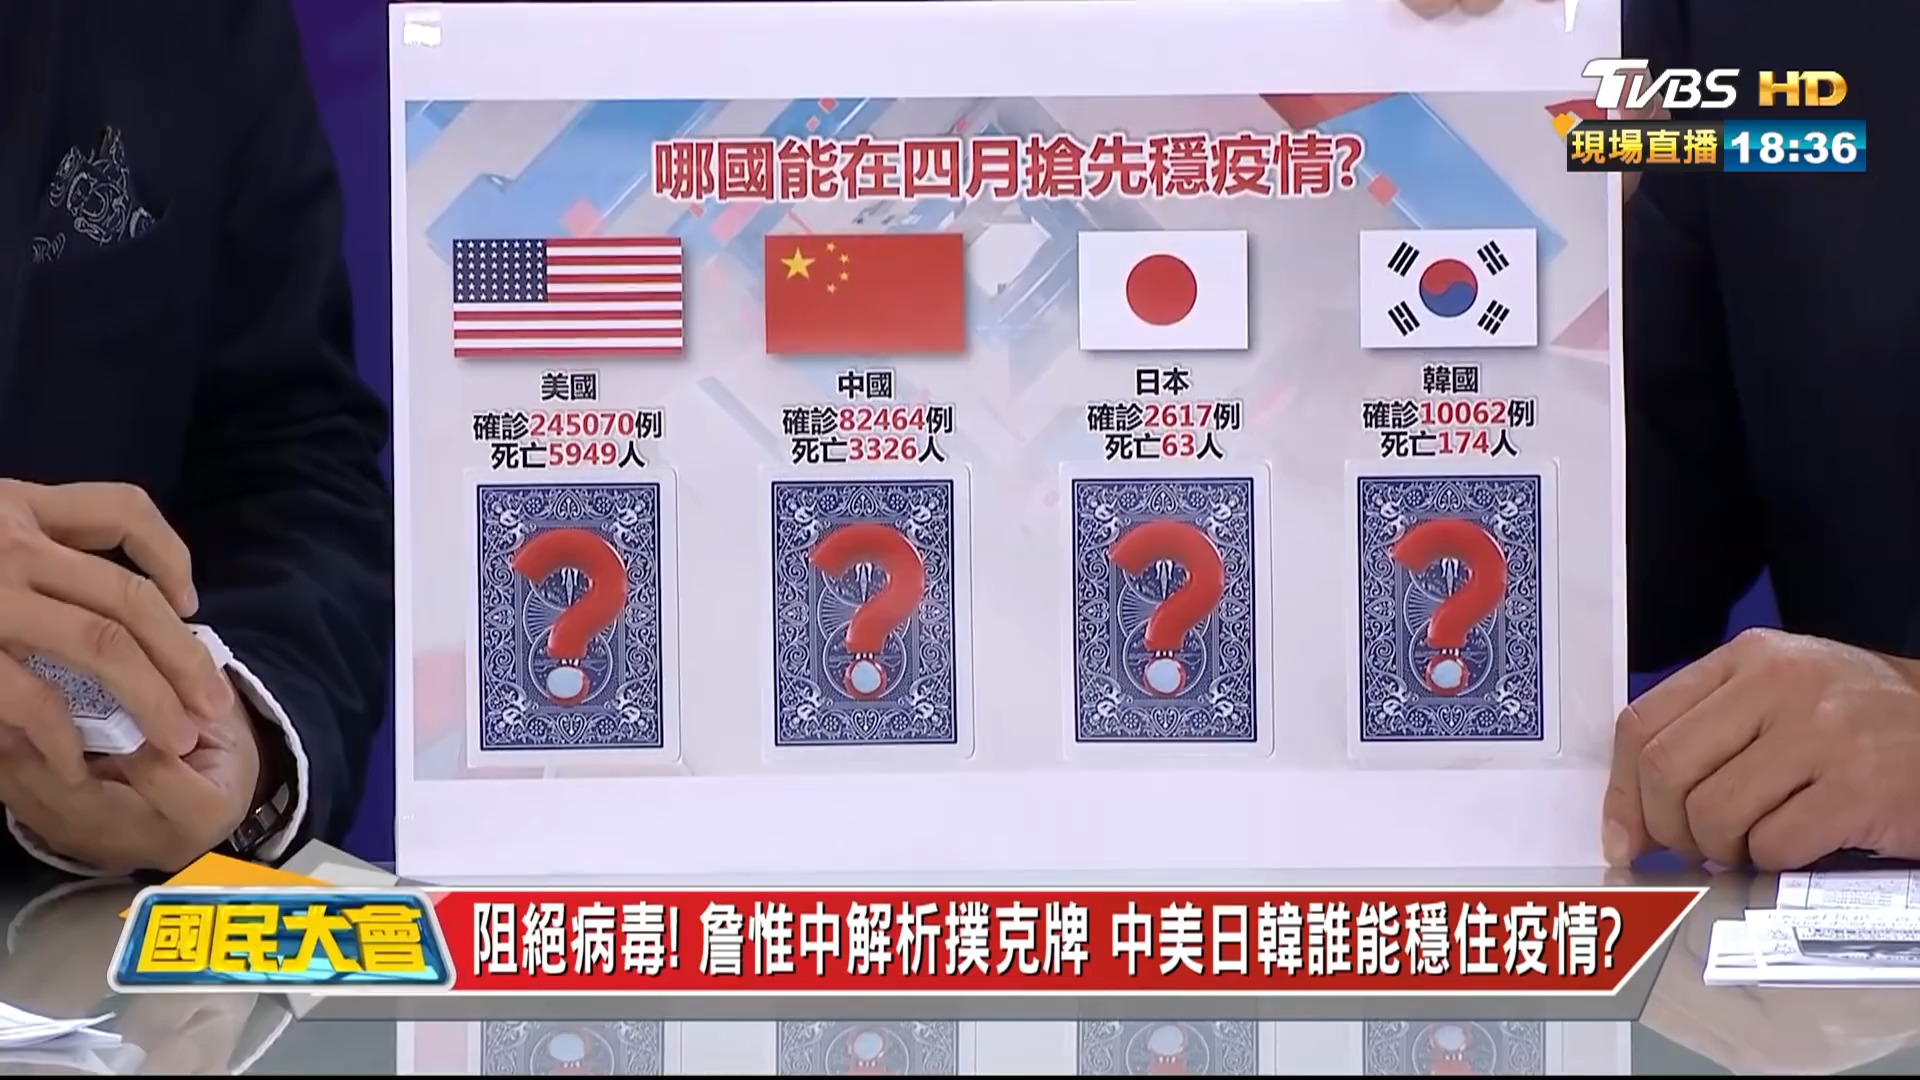 TVBS HD
現場直播 18:36
哪國能在四月搶先穩疫情?
美國
確診245070例
死亡5949人
中國
確診82464例
死亡3326人
日本
確診2617例
死亡63人
韓國
確診10062例
死亡174人
國民大會
阻絕病毒! 詹惟中解析撲克牌 中美日韓誰能穩住疫情?